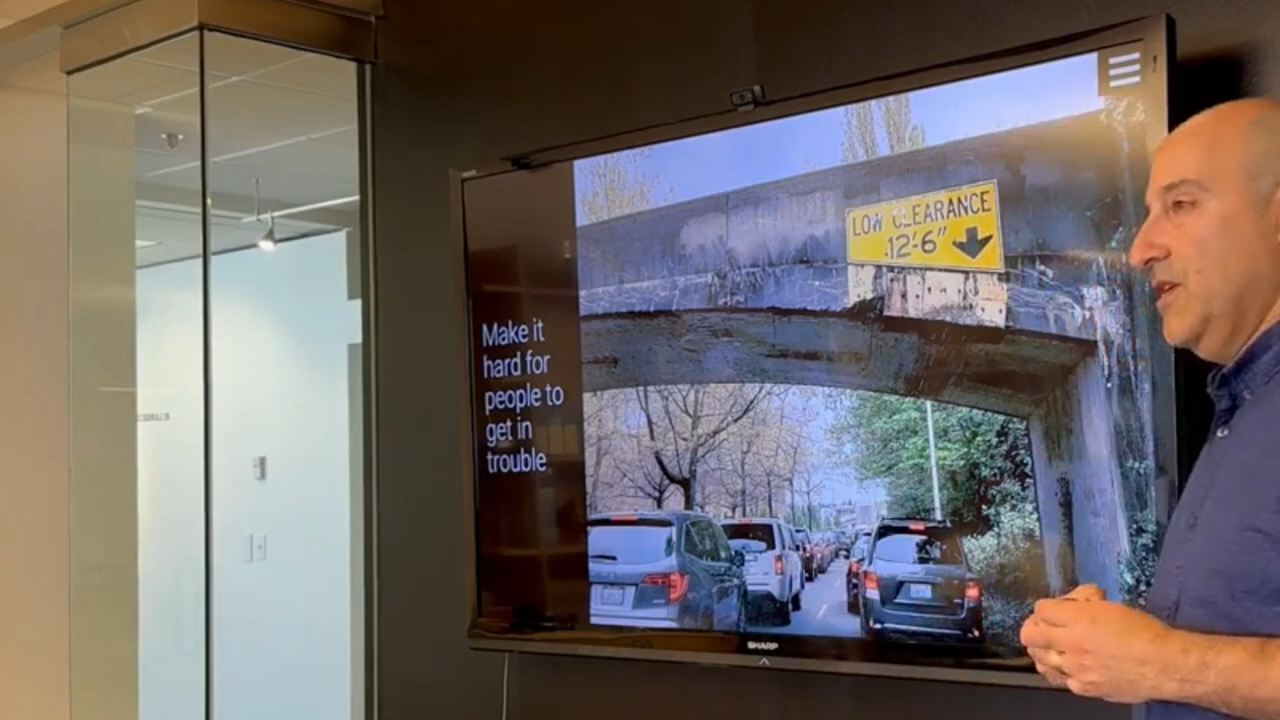 Make it
hard for
people to
get in
trouble
LOW CLEARANCE
12'-6"
SHARP